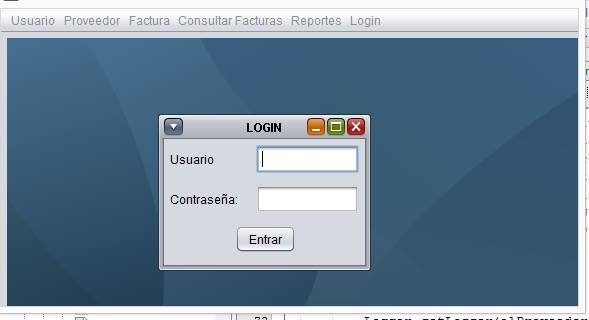 Usuario Proveedor Factura Consultar Facturas Reportes Login
LOGIN
Usuario
Contraseña:
Entrar